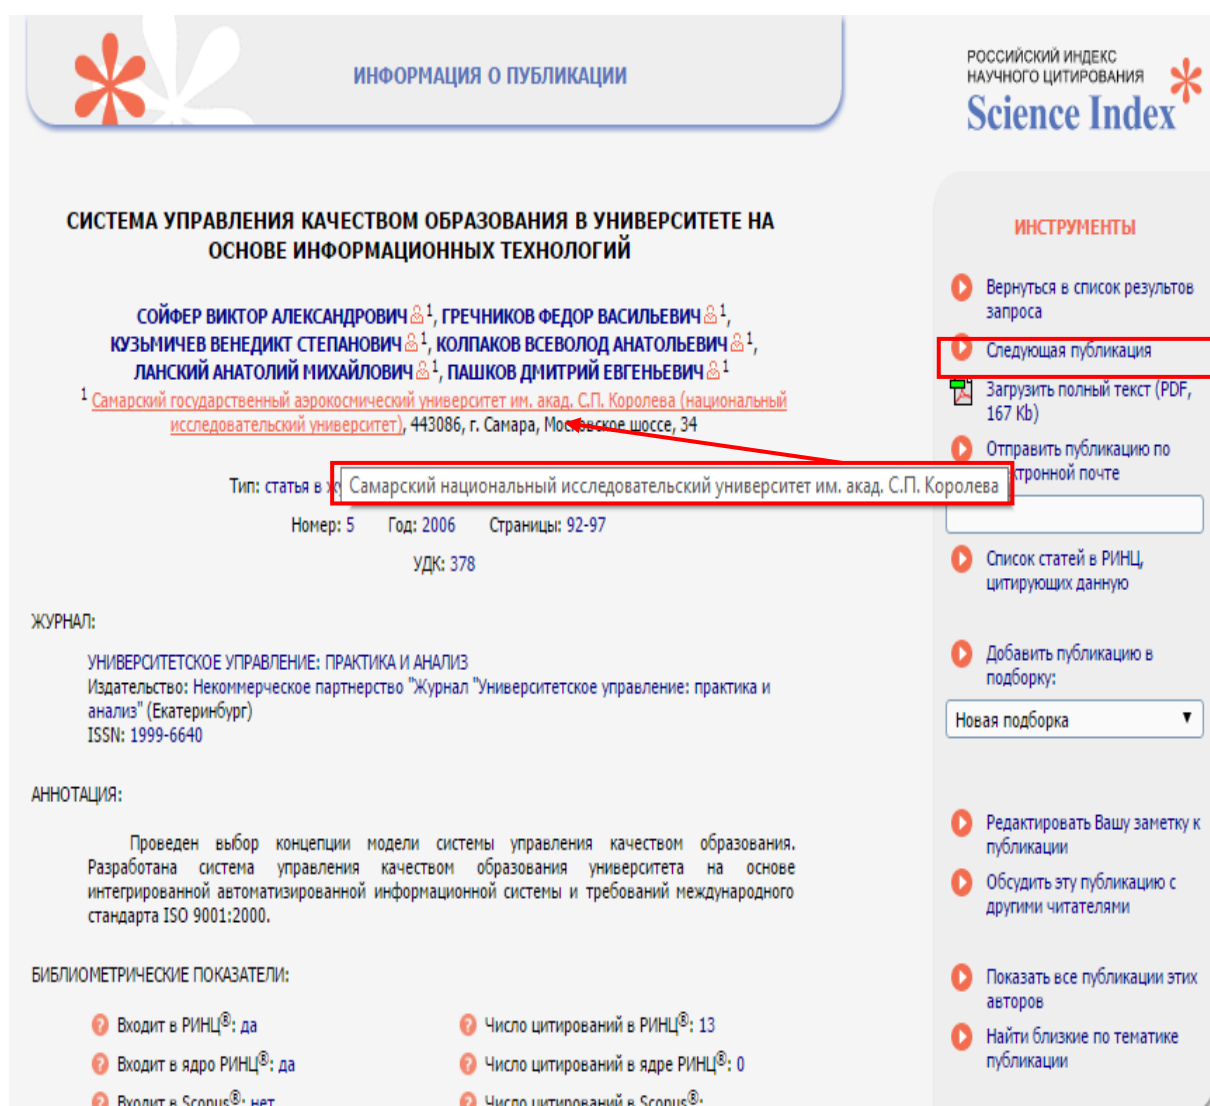 ИНФОРМАЦИЯ О ПУБЛИКАЦИИ
РОССИЙСКИЙ ИНДЕКС
НАУЧНОГО ЦИТИРОВАНИЯ
Science Index
СИСТЕМА УПРАВЛЕНИЯ КАЧЕСТВОМ ОБРАЗОВАНИЯ В УНИВЕРСИТЕТЕ НА
ОСНОВЕ ИНФОРМАЦИОННЫХ ТЕХНОЛОГИЙ
СОЙФЕР ВИКТОР АЛЕКСАНДРОВИЧ 1, ГРЕЧНИКОВ ФЕДОР ВАСИЛЬЕВИЧ 1,
КУЗЬМИЧЕВ ВЕНЕДИКТ СТЕПАНОВИЧ 1, КОЛПАКОВ ВСЕВОЛОД АНАТОЛЬЕВИЧ 1,
ЛАНСКИЙ АНАТОЛИЙ МИХАЙЛОВИЧ 1, ПАШКОВ ДМИТРИЙ ЕВГЕНЬЕВИЧ 1
1 Самарский государственный аэрокосмический университет им. акад. С.П. Королева (национальный
исследовательский университет), 443086, г. Самара, Московское шоссе, 34
Тип: статья в
Самарский национальный исследовательский университет им. акад. С.П. Королева
Номер: 5 Год: 2006 Страницы: 92-97
УДК: 378
ЖУРНАЛ:
УНИВЕРСИТЕТСКОЕ УПРАВЛЕНИЕ: ПРАКТИКА И АНАЛИЗ
Издательство: Некоммерческое партнерство "Журнал "Университетское управление: практика и
анализ" (Екатеринбург)
ISSN: 1999-6640
АННОТАЦИЯ:
Проведен выбор концепции модели системы управления качеством образования.
Разработана система управления качеством образования университета на основе
интегрированной автоматизированной информационной системы и требований международного
стандарта ISO 9001:2000.
БИБЛИОМЕТРИЧЕСКИЕ ПОКАЗАТЕЛИ:
Входит в РИНЦ®: да
Число цитирований в РИНЦ®: 13
Входит в ядро РИНЦ®: да
Число цитирований в ядре РИНЦ®: 0
Входит в Scopus®: нет
Число цитирований в Scopus®:
ИНСТРУМЕНТЫ
Вернуться в список результов
запроса
Следующая публикация
Загрузить полный текст (PDF,
167 Kb)
Отправить публикацию по
тронной почте
Список статей в РИНЦ,
цитирующих данную
Добавить публикацию в
подборку:
Новая подборка
Редактировать Вашу заметку к
публикации
Обсудить эту публикацию с
другими читателями
Показать все публикации этих
авторов
Найти близкие по тематике
публикации